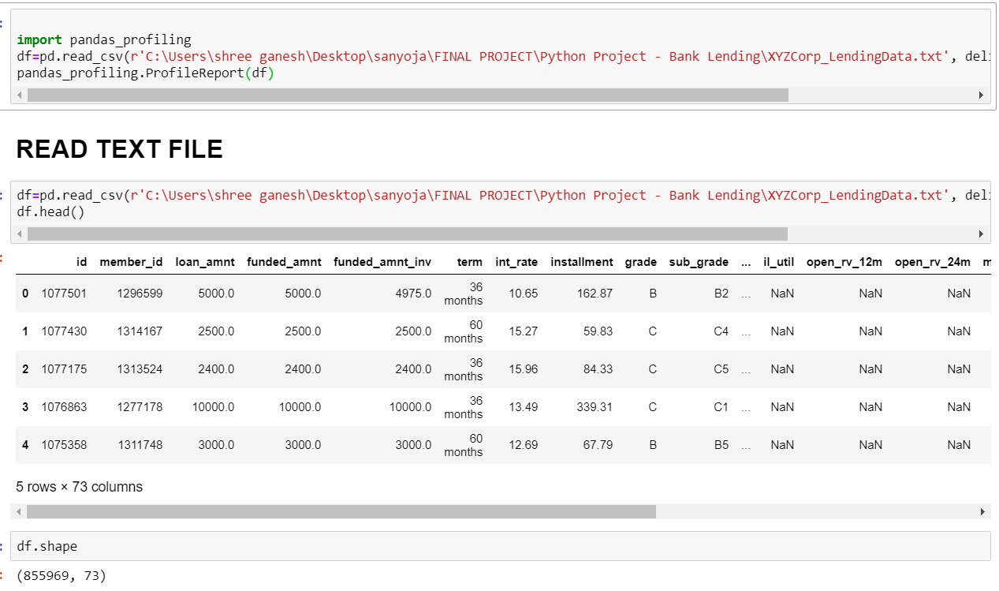 import pandas_profiling
df=pd.read_csv(r'C:\Users\shree ganesh\Desktop\sanyoja\FINAL PROJECT\Python Project - Bank Lending\XYZCorp_LendingData.txt', deli
pandas_profiling.ProfileReport(df)
READ TEXT FILE
df=pd.read_csv(r'C:\Users\shree ganesh\Desktop\sanyoja\FINAL PROJECT\Python Project - Bank Lending\XYZCorp_LendingData.txt', deli
df.head()
id member_id loan_amnt funded_amnt funded_amnt_inv term int_rate installment grade sub_grade ... il_util open_rv_12m open_rv_24m m
0 1077501 1296599 5000.0 5000.0 4975.0 36 months 10.65 162.87 B B2 ... NaN NaN NaN
1 1077430 1314167 2500.0 2500.0 2500.0 60 months 15.27 59.83 C C4 ... NaN NaN NaN
2 1077175 1313524 2400.0 2400.0 2400.0 36 months 15.96 84.33 C C5 ... NaN NaN NaN
3 1076863 1277178 10000.0 10000.0 10000.0 36 months 13.49 339.31 C C1 ... NaN NaN NaN
4 1075358 1311748 3000.0 3000.0 3000.0 60 months 12.69 67.79 B B5 ... NaN NaN NaN
5 rows × 73 columns
df.shape
(855969, 73)